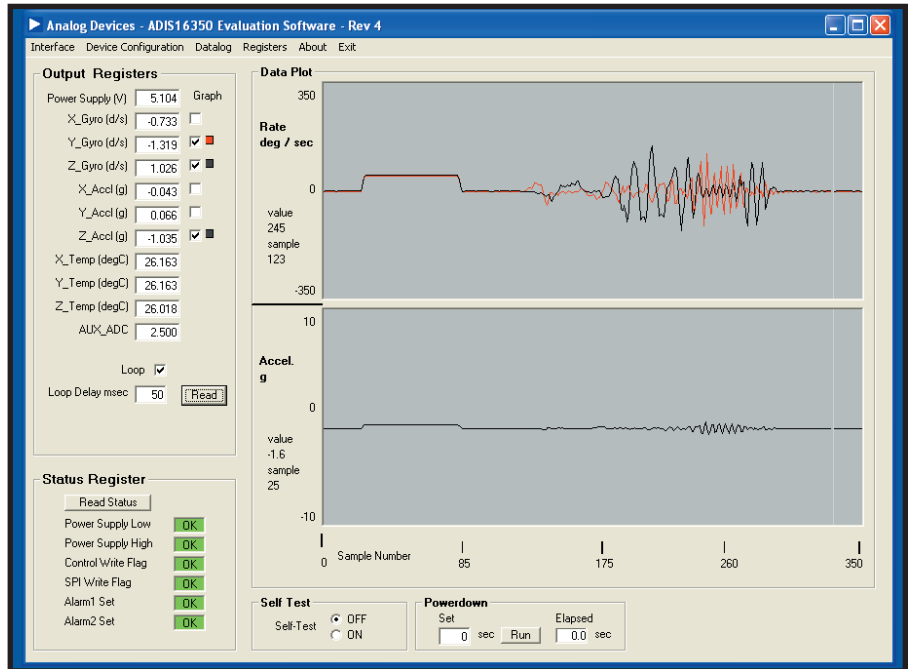 Analog Devices - ADIS16350 Evaluation Software - Rev 4
Interface Device Configuration Datalog Registers About Exit
Output Registers
Graph
Power Supply (V) 5.104
X_Gyro (d/s) -0.733
Y_Gyro (d/s) -1.319
Z_Gyro (d/s) 1.026
X_Accl (g) -0.043
Y_Accl (g) 0.066
Z_Accl (g) -1.035
X_Temp (degC) 26.163
Y_Temp (degC) 26.163
Z_Temp (degC) 26.018
AUX_ADC 2.500
Loop
Loop Delay msec 50 Read
Status Register
Read Status
Power Supply Low OK
Power Supply High OK
Control Write Flag OK
SPI Write Flag OK
Alarm1 Set OK
Alarm2 Set OK
Data Plot
350
Rate
deg / sec
0
value
245
sample
123
-350
10
Accel.
g
0
value
-1.6
sample
25
-10
Sample Number
0 85 175 260 350
Self Test
Self-Test OFF
ON
Powerdown
Set Elapsed
0 sec Run 0.0 sec